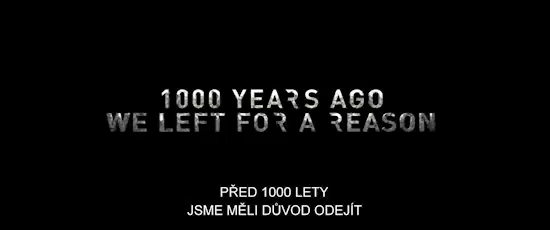 1000 YEARS AGO
WE LEFT FOR A REASON
PŘED 1000 LETY
JSME MĚLI DŮVOD ODEJÍT